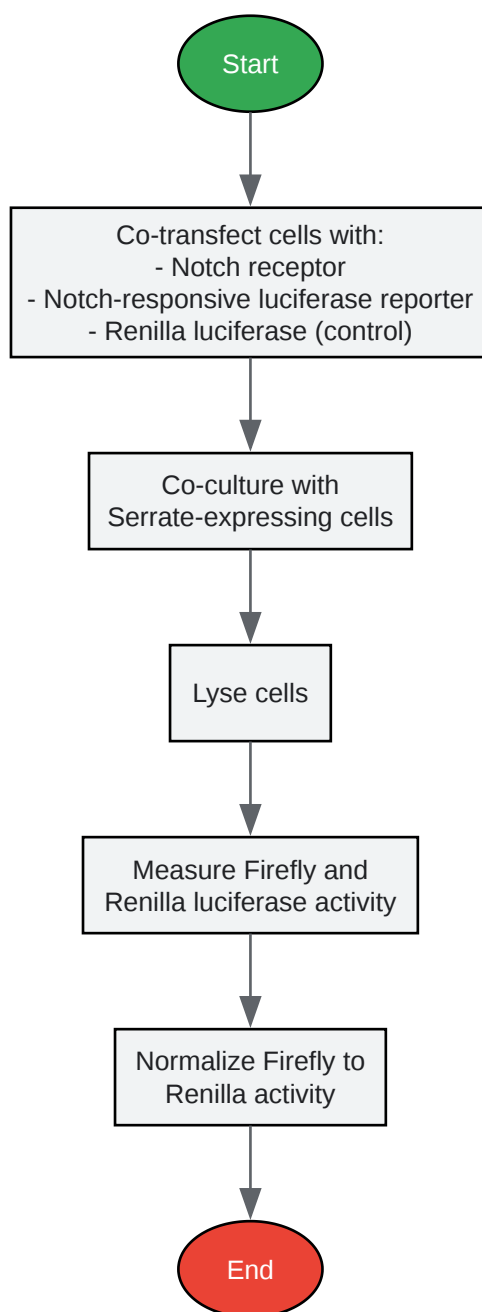 Start
Co-transfect cells with:
- Notch receptor
- Notch-responsive luciferase reporter
- Renilla luciferase (control)
Co-culture with
Serrate-expressing cells
Lyse cells
Measure Firefly and
Renilla luciferase activity
Normalize Firefly to
Renilla activity
End